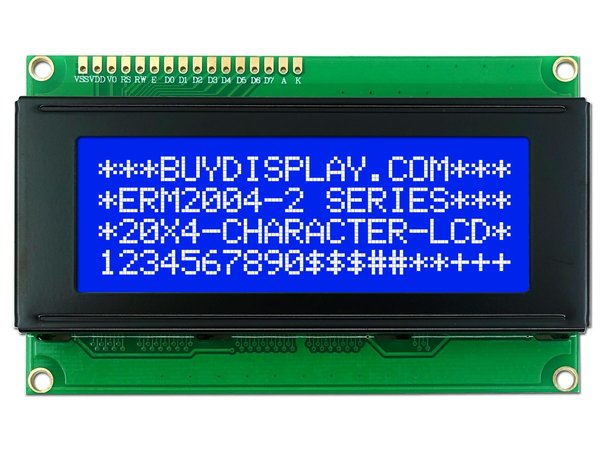 VSS VDD V0 RS RW E D0 D1 D2 D3 D4 D5 D6 D7 A K
***BUYDISPLAY.COM***
*ERM2004-2 SERIES***
*20X4-CHARACTER-LCD*
1234567890$$$##**+++